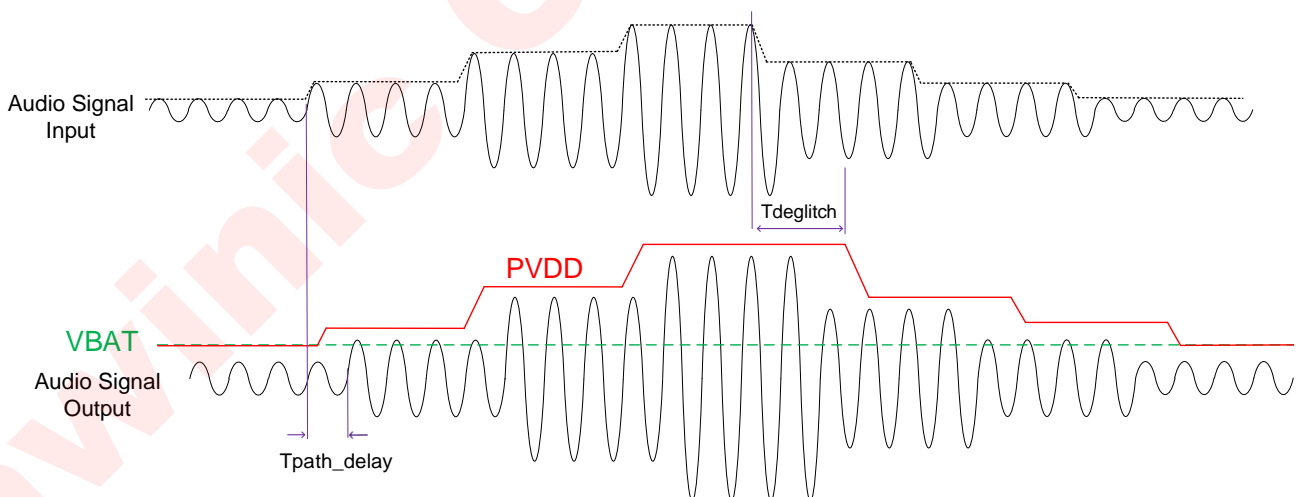 Audio Signal
Input
Tdeglitch
PVDD
VBAT
Audio Signal
Output
Tpath_delay